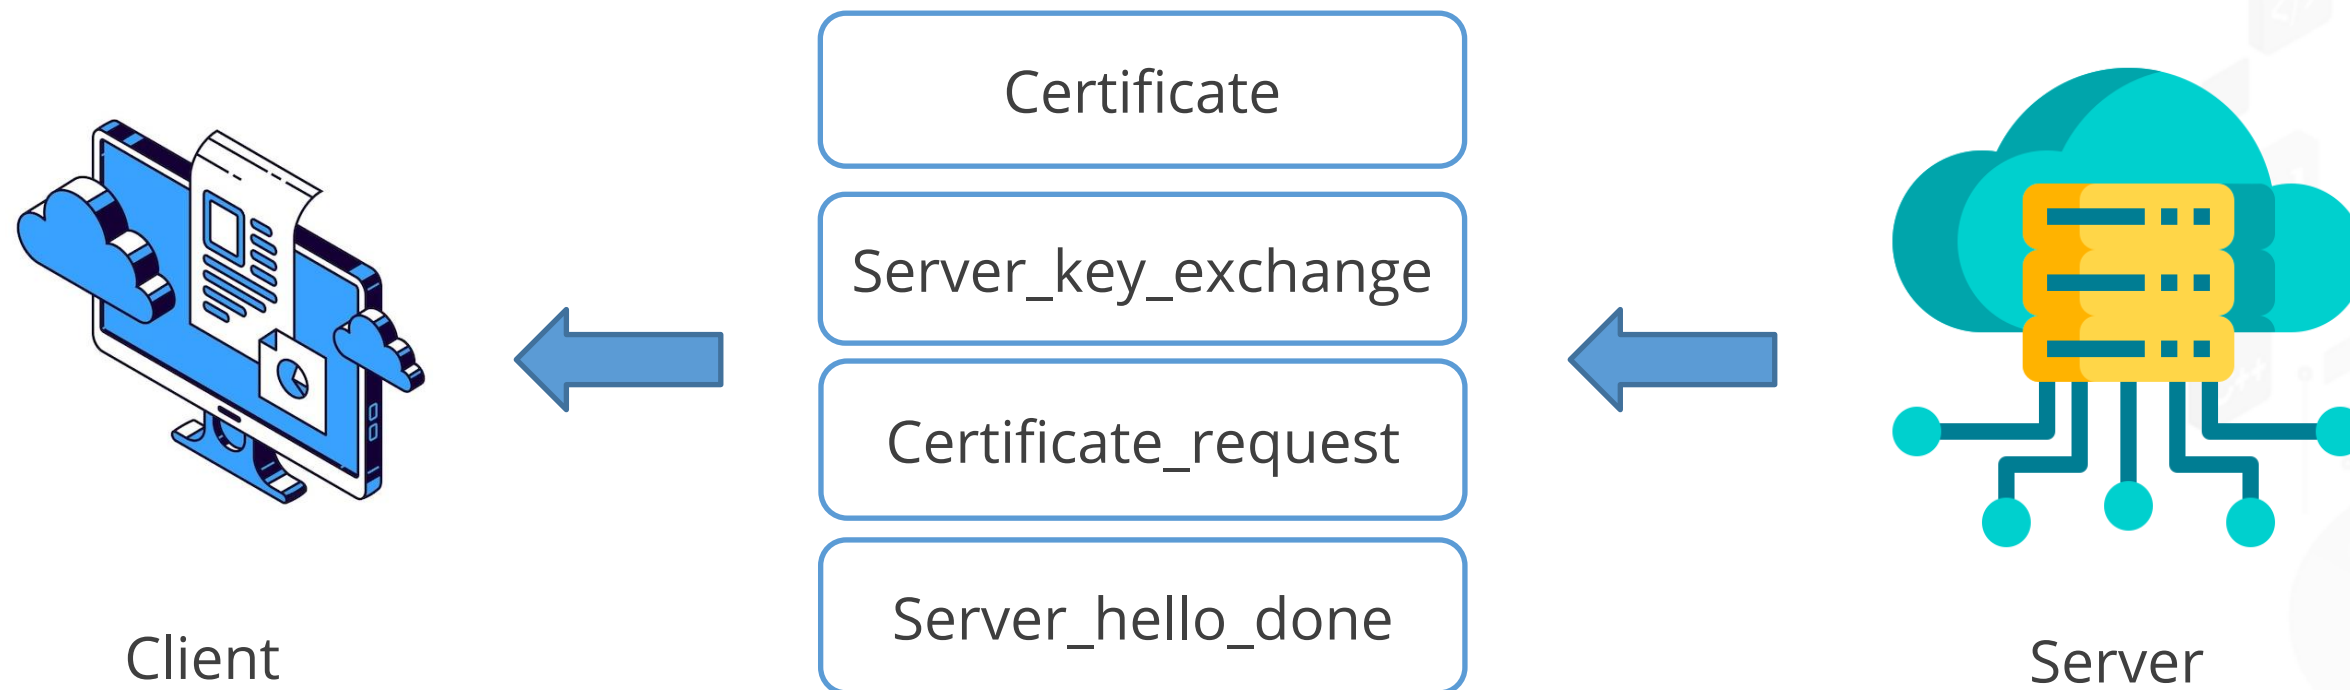 Certificate
Server_key_exchange
Certificate_request
Server_hello_done
Client
Server